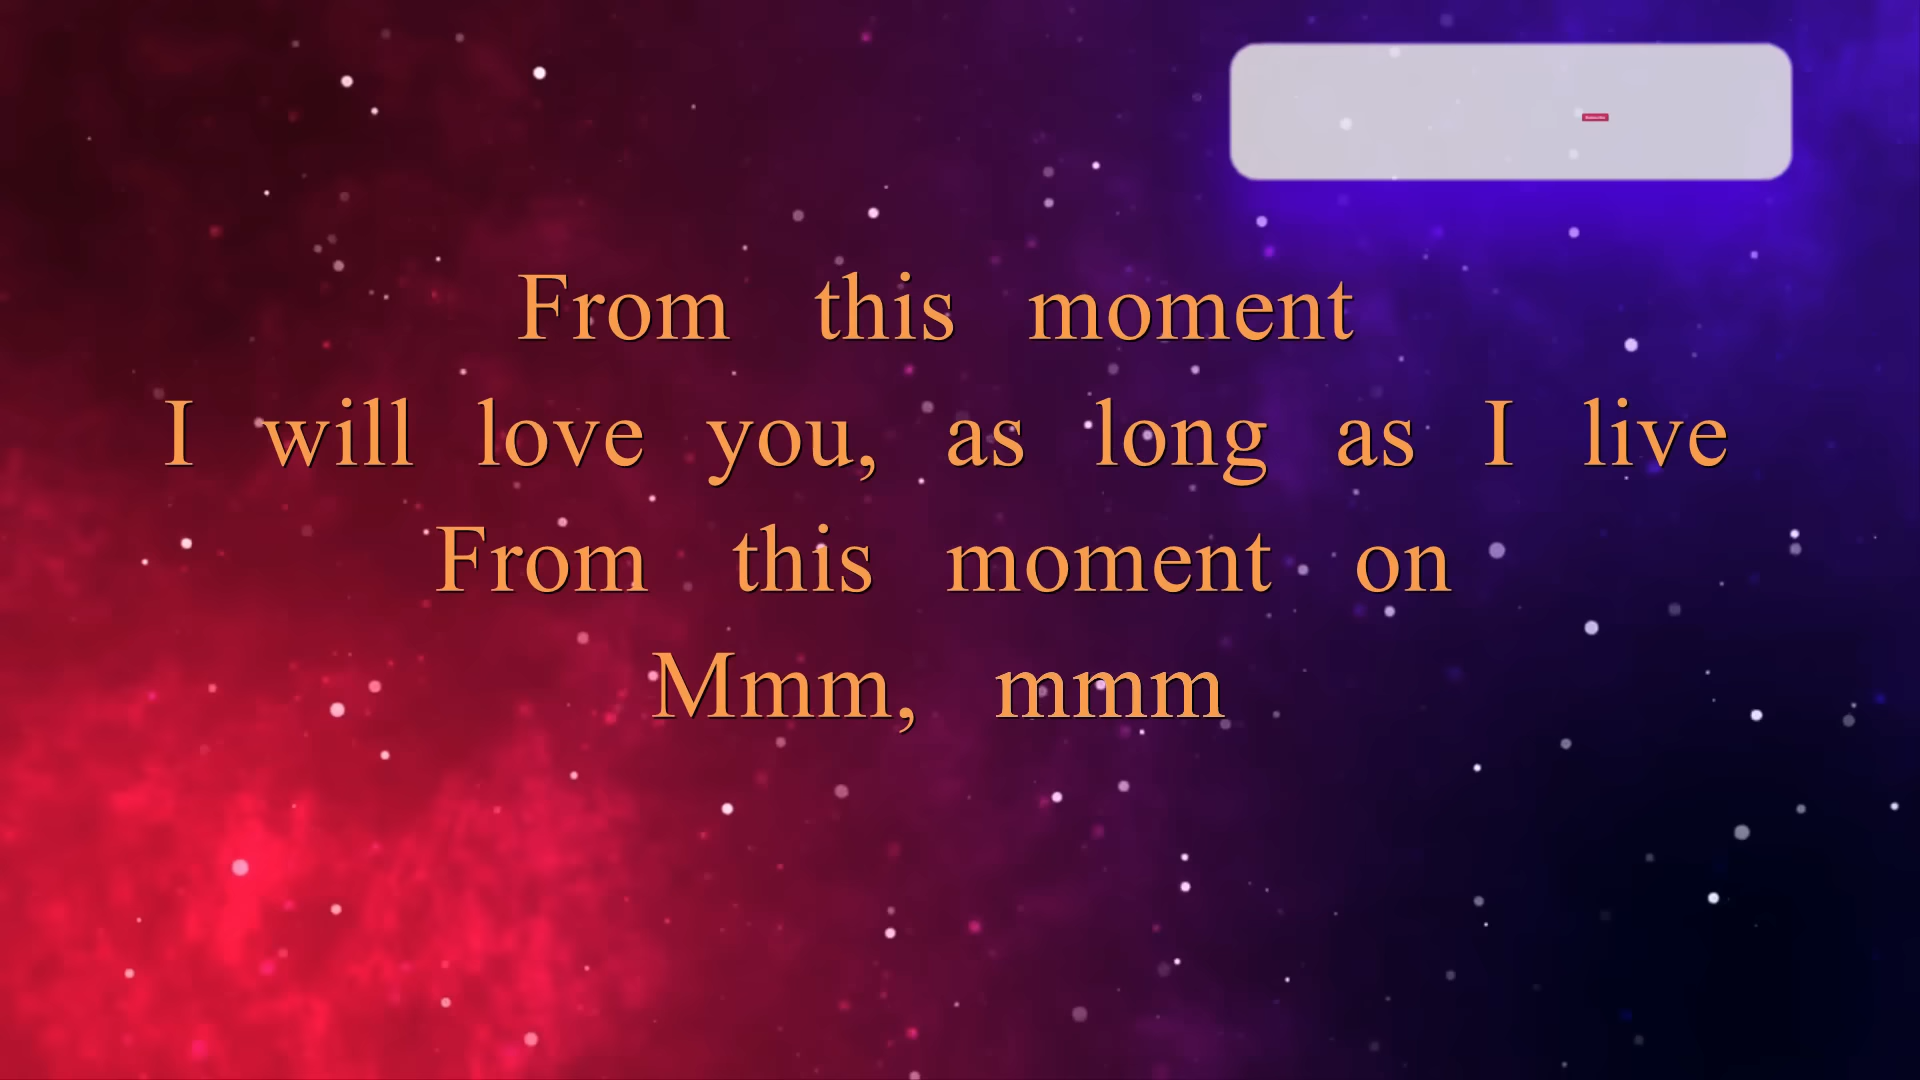 From this moment
I will love you, as long as I live
From this moment on
Mmm, mmm